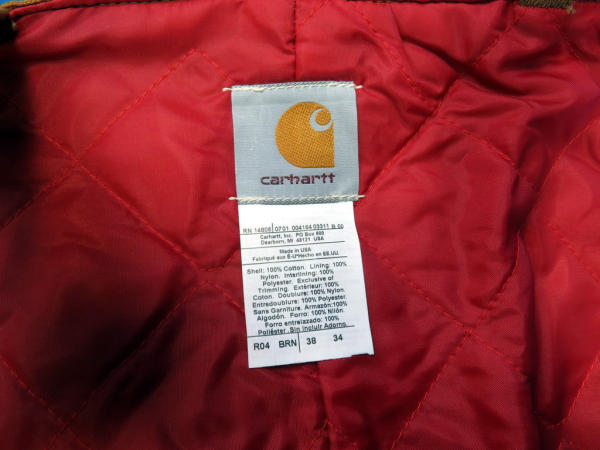 carhartt
RN 14806 0701 004164 03311 B 00
Carhartt, Inc. PO Box 600
Dearborn, MI 48121 USA
Made in USA
Fabriqué aux É-U*Hecho en EE.UU.
Shell: 100% Cotton. Lining: 100%
Nylon. Interlining: 100%
Polyester. Exclusive of
Trimming. Extérieur: 100%
Coton. Doublure: 100% Nylon.
Entredoublure: 100% Polyester.
Sans Garniture. Armazón:100%
Algodón. Forro: 100% Nilón.
Forro entrelazado: 100%
Poliéster. Sin incluir Adorno.
R04 BRN 38 34